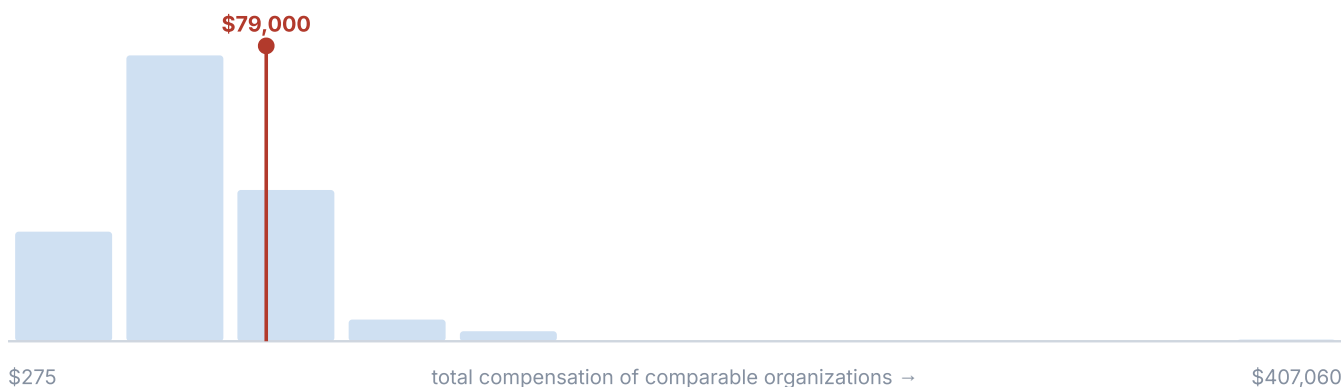 $79,000
$275 total compensation of comparable organizations → $407,060